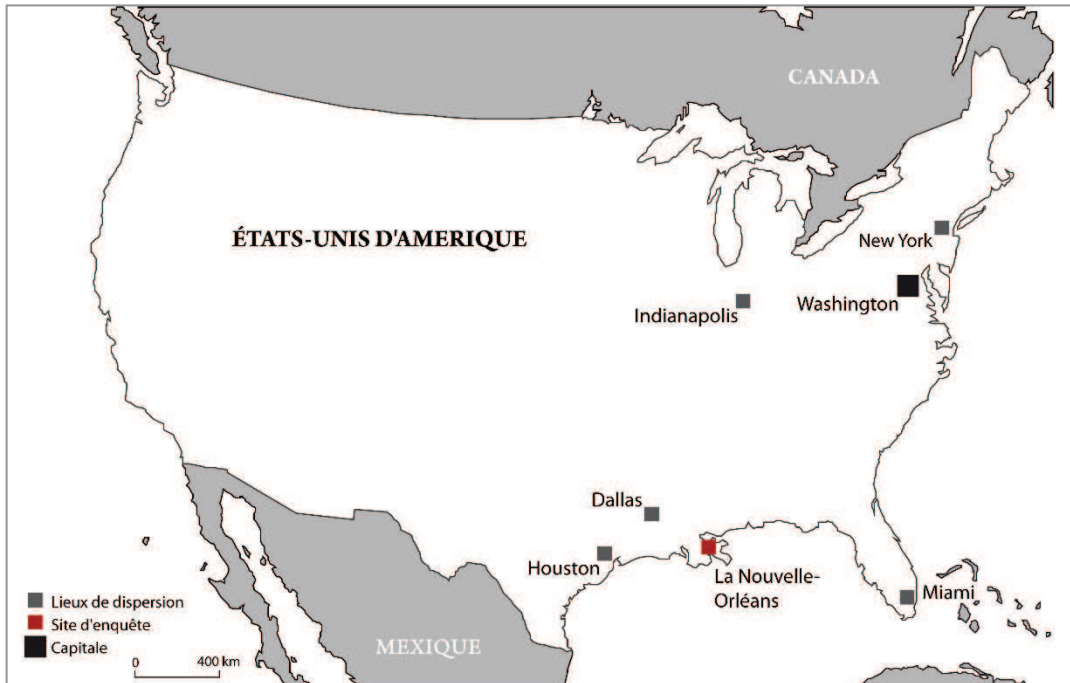 CANADA
ÉTATS-UNIS D'AMERIQUE
New York
Washington
Indianapolis
Dallas
Houston
La Nouvelle-
Orléans
Miami
Lieux de dispersion
Site d'enquête
Capitale
MEXIQUE
0 400 km